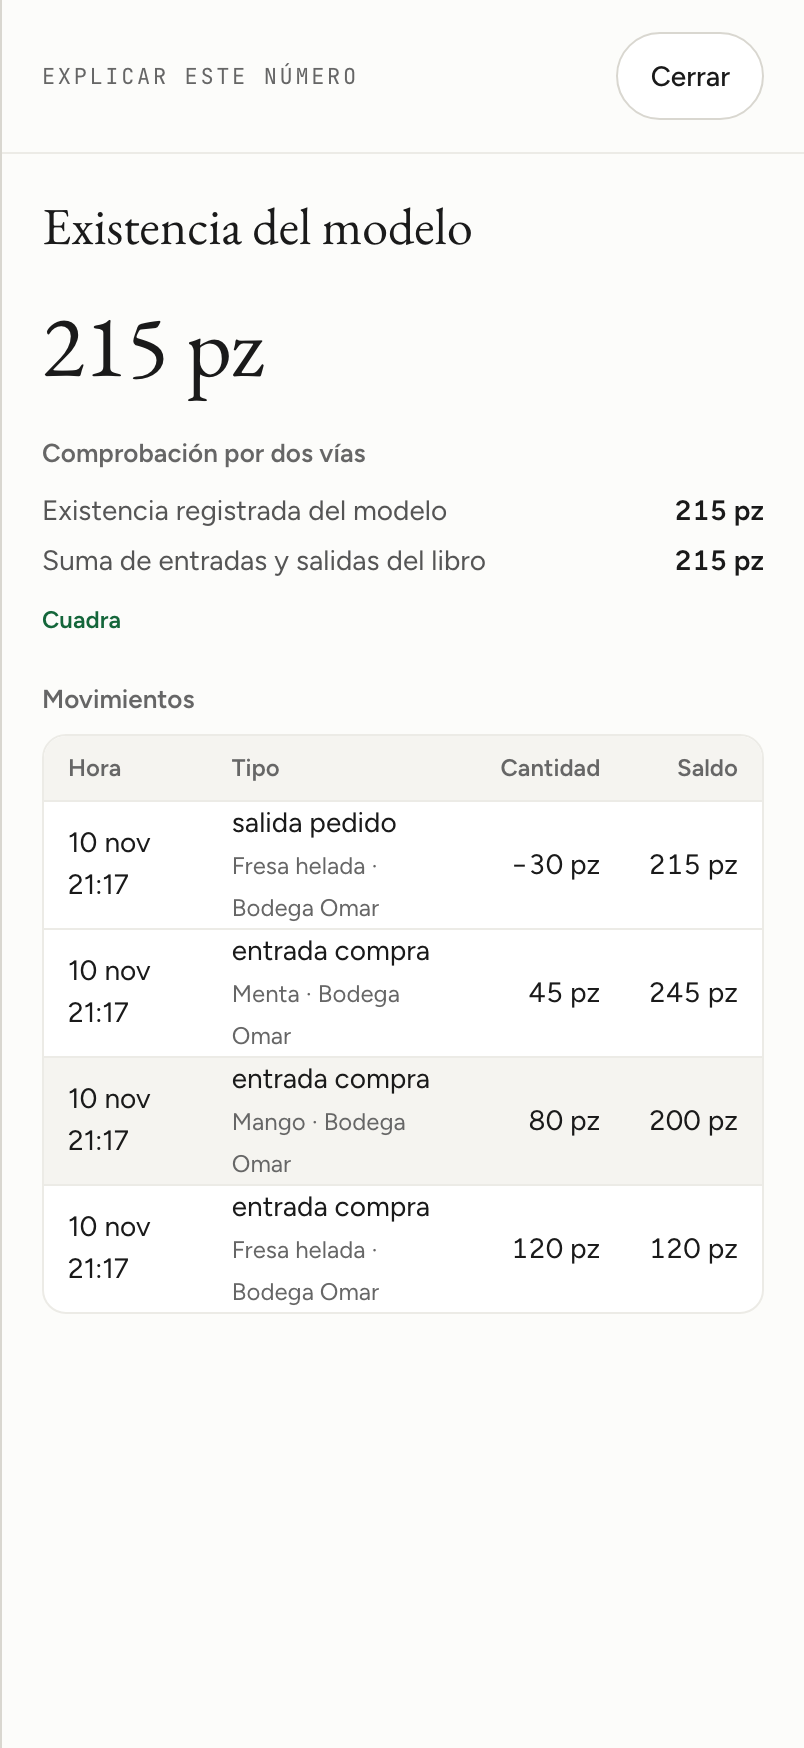 EXPLICAR ESTE NÚMERO
Cerrar
Existencia del modelo
215 pz
Comprobación por dos vías
Existencia registrada del modelo 215 pz
Suma de entradas y salidas del libro 215 pz
Cuadra
Movimientos
Hora Tipo Cantidad Saldo
10 nov 21:17 salida pedido −30 pz 215 pz
Fresa helada ·
Bodega Omar
10 nov 21:17 entrada compra 45 pz 245 pz
Menta · Bodega
Omar
10 nov 21:17 entrada compra 80 pz 200 pz
Mango · Bodega
Omar
10 nov 21:17 entrada compra 120 pz 120 pz
Fresa helada ·
Bodega Omar